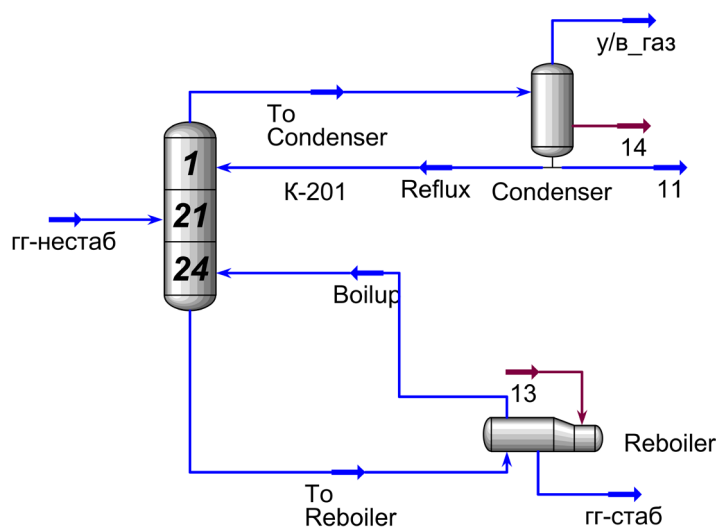 у/в_газ
To
Condenser
14
1
К-201
Reflux
Condenser
11
21
гг-нестаб
24
Boilup
13
Reboiler
To
Reboiler
гг-стаб